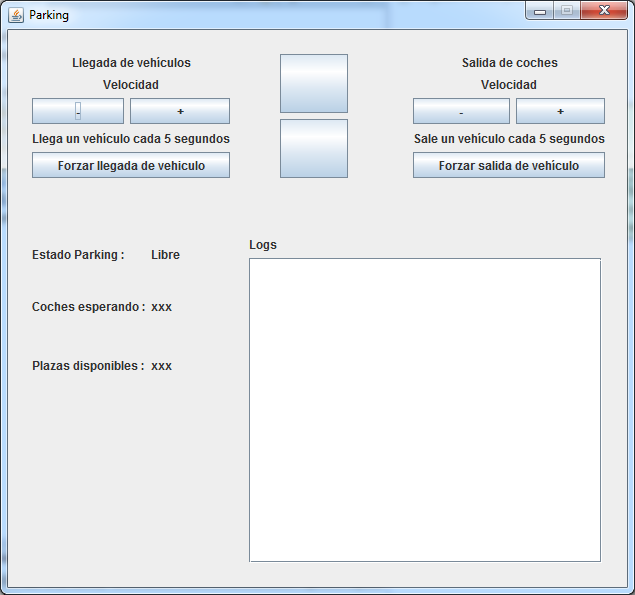 Parking
Llegada de vehículos
Velocidad
- +
Llega un vehículo cada 5 segundos
Forzar llegada de vehiculo
Salida de coches
Velocidad
- +
Sale un vehículo cada 5 segundos
Forzar salida de vehículo
Estado Parking : Libre
Coches esperando : xxx
Plazas disponibles : xxx
Logs